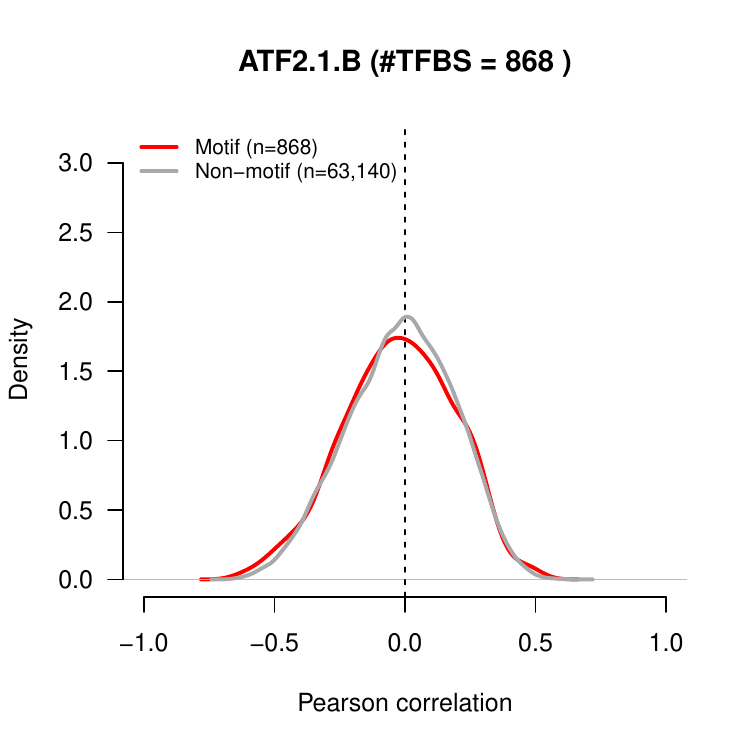 ATF2.1.B (#TFBS = 868 )
Motif (n=868)
Non−motif (n=63,140)
3.0
2.5
2.0
1.5
1.0
0.5
0.0
Density
−1.0
−0.5
0.0
0.5
1.0
Pearson correlation